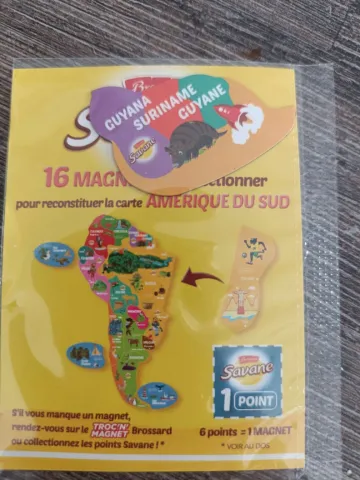 GUYANA
SURINAME
GUYANE
Savane
16 MAGN
ctionner
pour reconstituer la carte AMÉRIQUE DU SUD
Savane
1 POINT
S'il vous manque un magnet,
rendez-vous sur le TROC'N' MAGNET Brossard
ou collectionnez les points Savane ! *
6 points = 1 MAGNET
* VOIR AU DOS